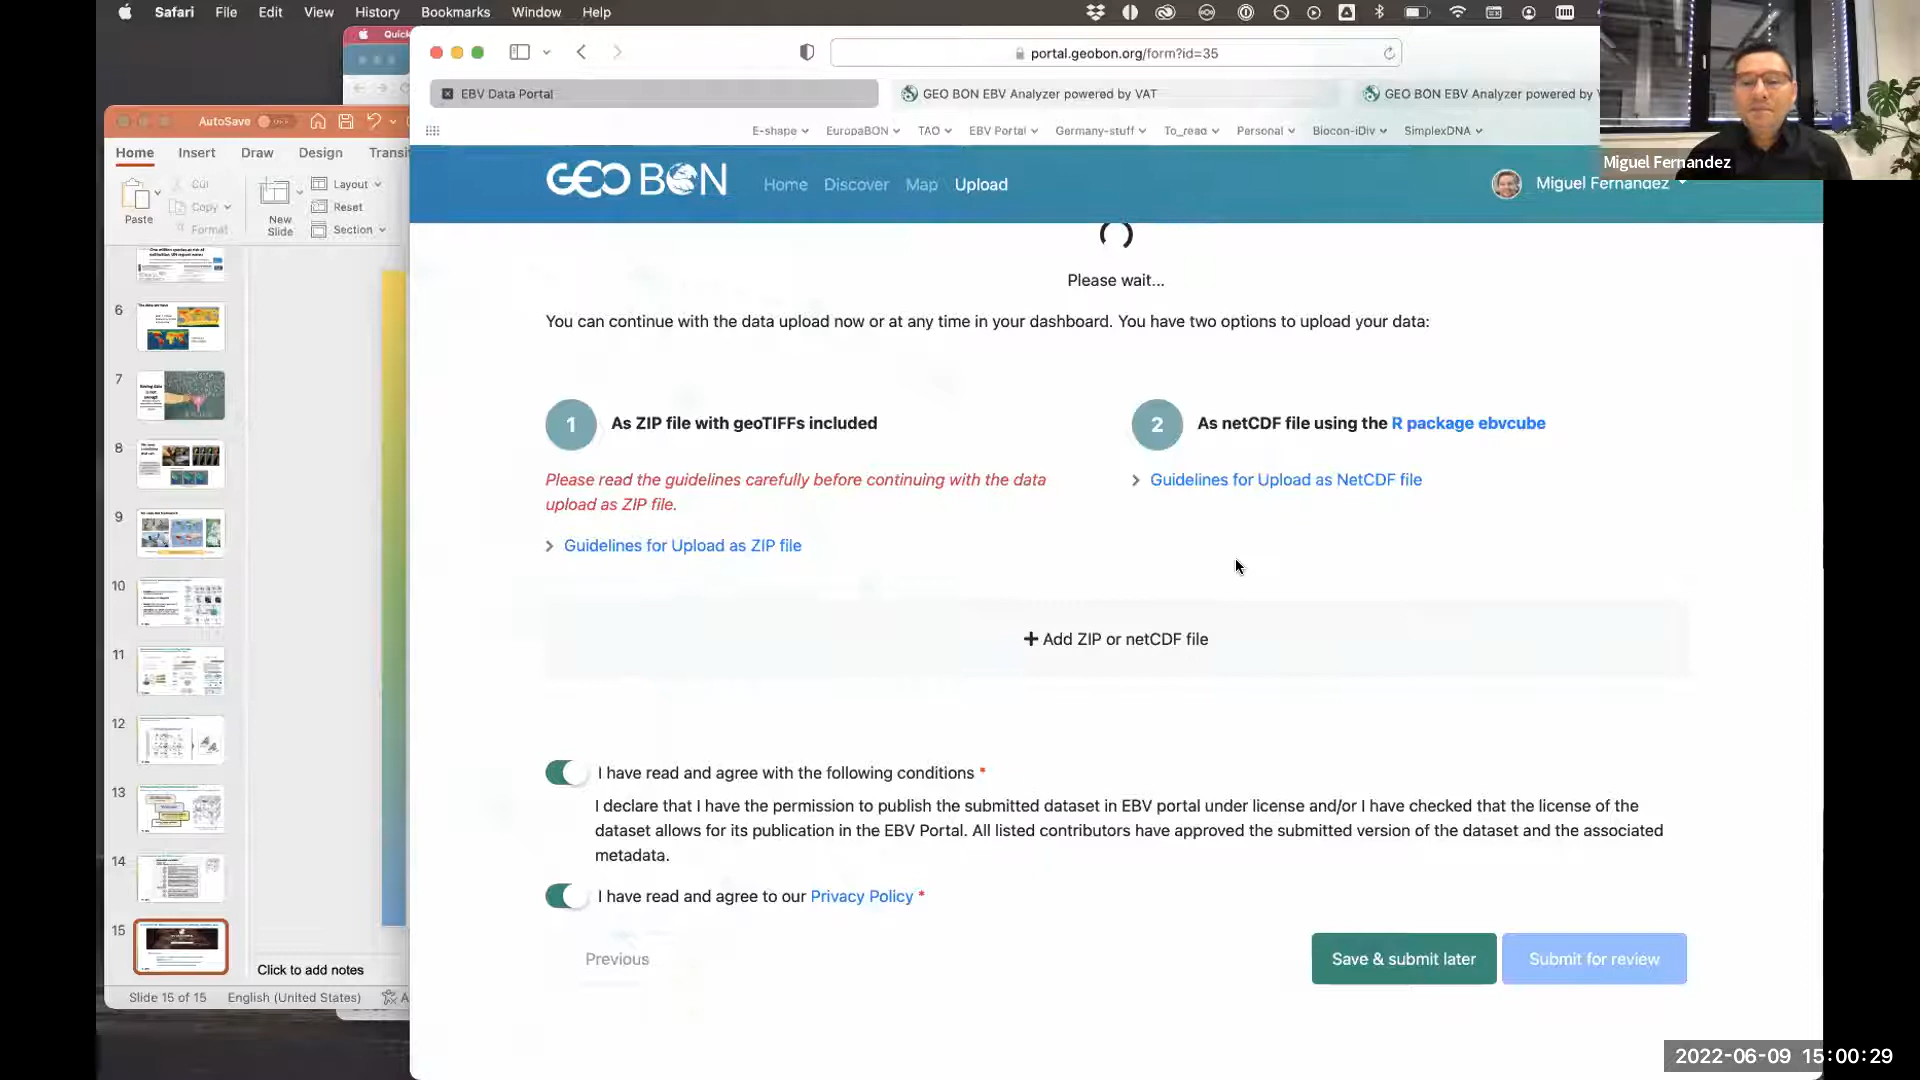 Safari File Edit View History Bookmarks Window Help
Quick
portal.geobon.org/form?id=35
EBV Data Portal
GEO BON EBV Analyzer powered by VAT
GEO BON EBV Analyzer powered by
E-shape EuropaBON TAO EBV Portal Germany-stuff To_read Personal Biocon-iDiv SimplexDNA
Miguel Fernandez
AutoSave
Home Insert Draw Design Transiti
Paste
Cut
Copy
Format
New
Slide
Layout
Reset
Section
GEO BON Home Discover Map Upload
Miguel Fernandez
Please wait...
You can continue with the data upload now or at any time in your dashboard. You have two options to upload your data:
1 As ZIP file with geoTIFFs included
Please read the guidelines carefully before continuing with the data
upload as ZIP file.
Guidelines for Upload as ZIP file
2 As netCDF file using the R package ebvcube
Guidelines for Upload as NetCDF file
+ Add ZIP or netCDF file
I have read and agree with the following conditions *
I declare that I have the permission to publish the submitted dataset in EBV portal under license and/or I have checked that the license of the
dataset allows for its publication in the EBV Portal. All listed contributors have approved the submitted version of the dataset and the associated
metadata.
I have read and agree to our Privacy Policy *
Previous
Save & submit later
Submit for review
6
7
8
9
10
11
12
13
14
15
Click to add notes
Slide 15 of 15 English (United States)
2022-06-09 15:00:29